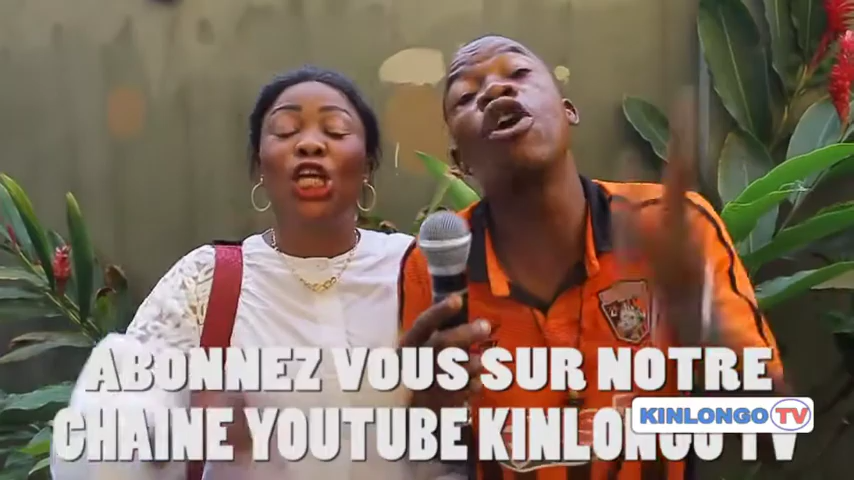 ABONNEZ VOUS SUR NOTRE
CHAINE YOUTUBE KINLONGO TV
KINLONGO TV